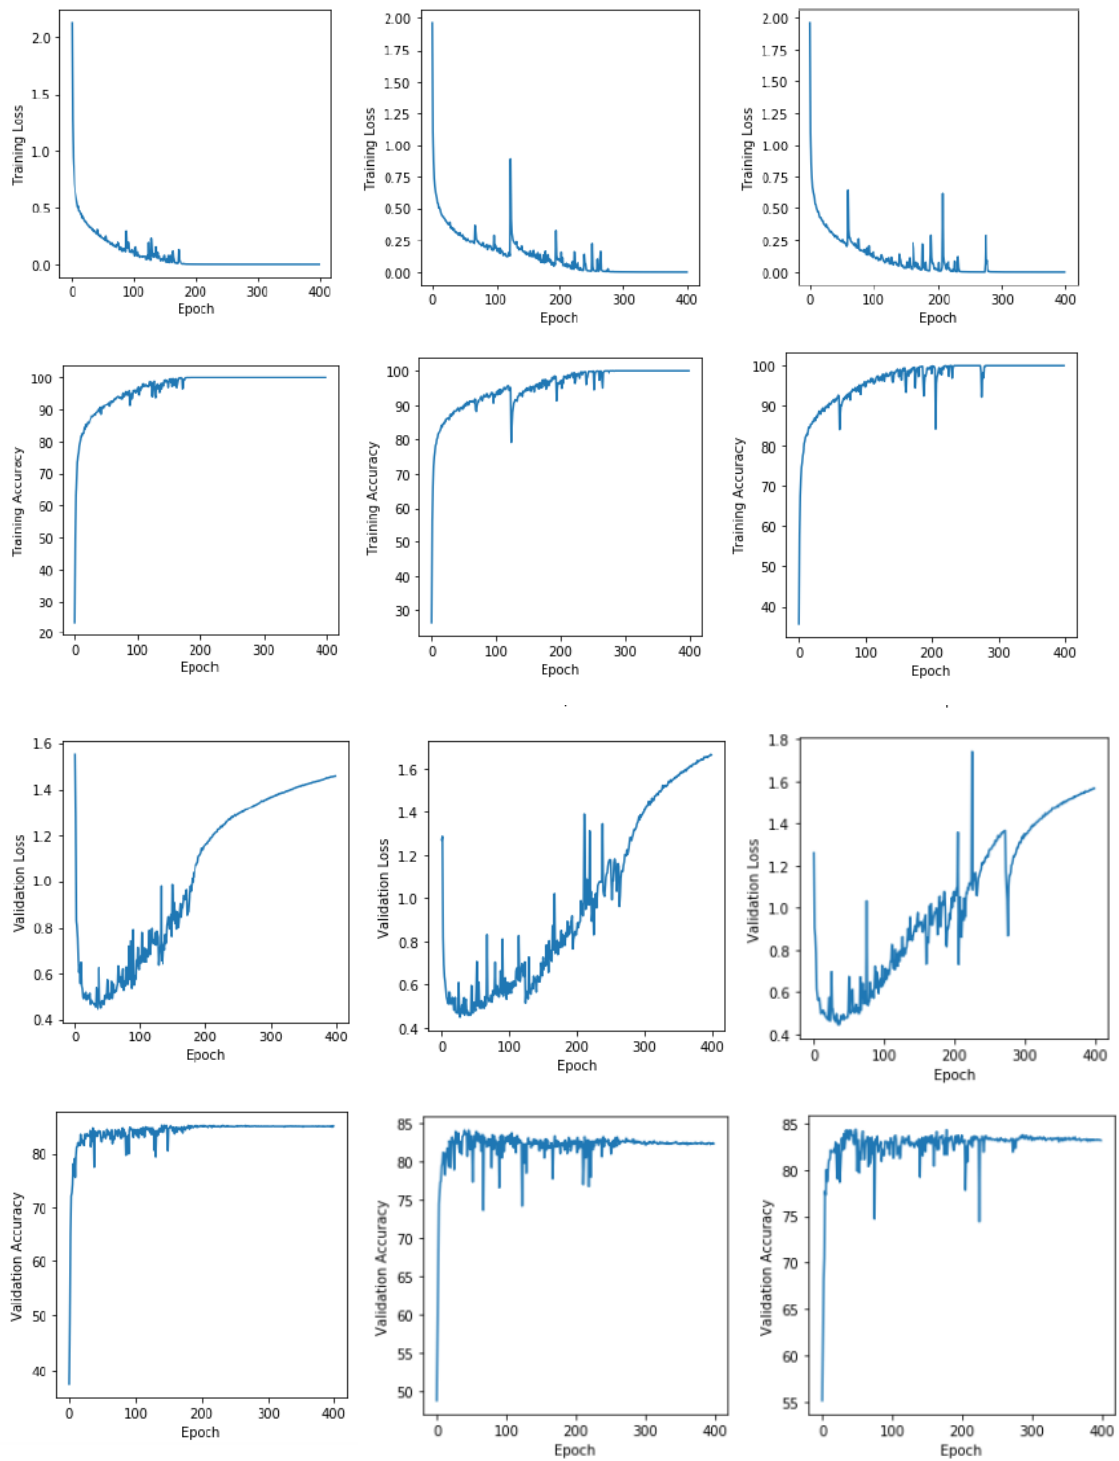 Training Loss
2.0
1.5
1.0
0.5
0.0
0 100 200 300 400
Epoch
Training Loss
2.00
1.75
1.50
1.25
1.00
0.75
0.50
0.25
0.00
0 100 200 300 400
Epoch
Training Loss
2.00
1.75
1.50
1.25
1.00
0.75
0.50
0.25
0.00
0 100 200 300 400
Epoch
Training Accuracy
100
90
80
70
60
50
40
30
20
0 100 200 300 400
Epoch
Training Accuracy
100
90
80
70
60
50
40
30
0 100 200 300 400
Epoch
Training Accuracy
100
90
80
70
60
50
40
0 100 200 300 400
Epoch
Validation Loss
1.6
1.4
1.2
1.0
0.8
0.6
0.4
0 100 200 300 400
Epoch
Validation Loss
1.6
1.4
1.2
1.0
0.8
0.6
0.4
0 100 200 300 400
Epoch
Validation Loss
1.8
1.6
1.4
1.2
1.0
0.8
0.6
0.4
0 100 200 300 400
Epoch
Validation Accuracy
80
70
60
50
40
0 100 200 300 400
Epoch
Validation Accuracy
85
80
75
70
65
60
55
50
0 100 200 300 400
Epoch
Validation Accuracy
85
80
75
70
65
60
55
0 100 200 300 400
Epoch